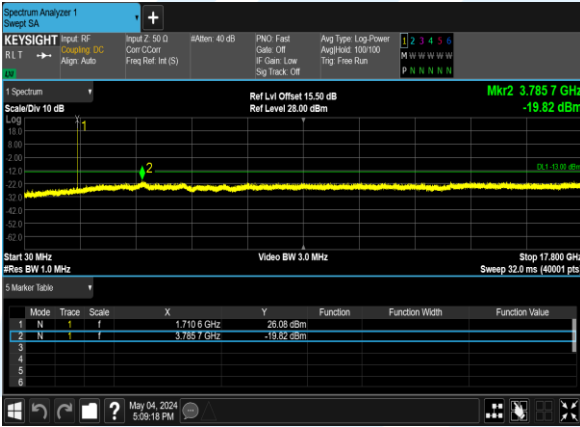 Spectrum Analyzer 1
Swept SA
+
KEYSIGHT Input: RF Input Z: 50 Ω #Atten: 40 dB PNO: Fast Avg Type: Log-Power 1 2 3 4 5 6
RLT Coupling: DC Corr CCorr Gate: Off Avg|Hold: 100/100 M W W W W W
Align: Auto Freq Ref: Int (S) IF Gain: Low Trig: Free Run
Sig Track: Off P N N N N N
1 Spectrum Ref Lvl Offset 15.50 dB Mkr2 3.785 7 GHz
Scale/Div 10 dB Ref Level 28.00 dBm -19.82 dBm
Log
1
18.0
8.00
-2.00
-12.0 2 DL1 -13.00 dBm
-22.0
-32.0
-42.0
-52.0
-62.0
Start 30 MHz Video BW 3.0 MHz Stop 17.800 GHz
#Res BW 1.0 MHz Sweep 32.0 ms (40001 pts
5 Marker Table
Mode Trace Scale X Y Function Function Width Function Value
1 N 1 f 1.710 6 GHz 26.08 dBm
2 N 1 f 3.785 7 GHz -19.82 dBm
3
4
5
6
? May 04, 2024
5:09:18 PM